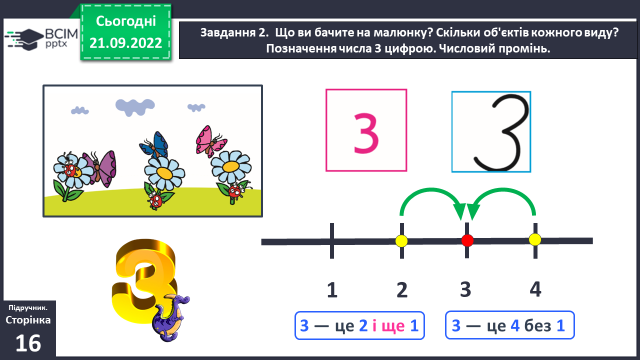 ВСІМ
pptx
Сьогодні
21.09.2022
Завдання 2. Що ви бачите на малюнку? Скільки об'єктів кожного виду?
Позначення числа 3 цифрою. Числовий промінь.
3
3
1 2 3 4
3
3 — це 2 і ще 1
3 — це 4 без 1
Підручник.
Сторінка
16